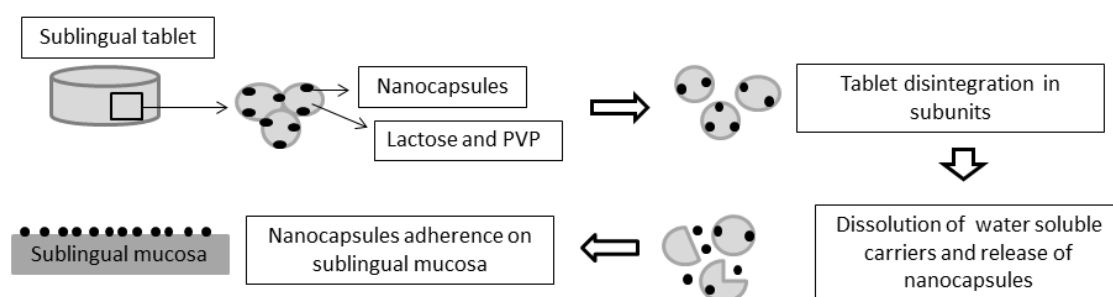 Sublingual tablet
Nanocapsules
Lactose and PVP
Tablet disintegration in
subunits
Dissolution of water soluble
carriers and release of
nanocapsules
Nanocapsules adherence on
sublingual mucosa
Sublingual mucosa